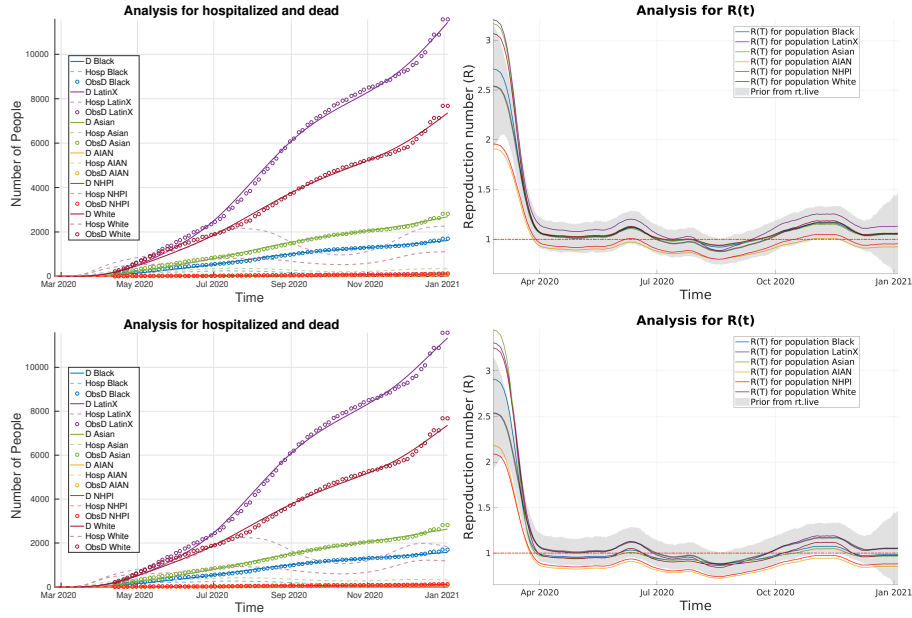 Analysis for hospitalized and dead
10000
8000
6000
4000
2000
0
Number of People
D Black
Hosp Black
ObsD Black
D LatinX
Hosp LatinX
ObsD LatinX
D Asian
Hosp Asian
ObsD Asian
D AIAN
Hosp AIAN
ObsD AIAN
D NHPI
Hosp NHPI
ObsD NHPI
D White
Hosp White
ObsD White
Mar 2020
May 2020
Jul 2020
Sep 2020
Nov 2020
Jan 2021
Time
Analysis for R(t)
3
2.5
2
1.5
1
Reproduction number (R)
R(T) for population Black
R(T) for population LatinX
R(T) for population Asian
R(T) for population AIAN
R(T) for population NHPI
R(T) for population White
Prior from rt.live
Apr 2020
Jul 2020
Oct 2020
Jan 2021
Time
Analysis for hospitalized and dead
10000
8000
6000
4000
2000
0
Number of People
D Black
Hosp Black
ObsD Black
D LatinX
Hosp LatinX
ObsD LatinX
D Asian
Hosp Asian
ObsD Asian
D AIAN
Hosp AIAN
ObsD AIAN
D NHPI
Hosp NHPI
ObsD NHPI
D White
Hosp White
ObsD White
Mar 2020
May 2020
Jul 2020
Sep 2020
Nov 2020
Jan 2021
Time
Analysis for R(t)
3
2.5
2
1.5
1
Reproduction number (R)
R(T) for population Black
R(T) for population LatinX
R(T) for population Asian
R(T) for population AIAN
R(T) for population NHPI
R(T) for population White
Prior from rt.live
Apr 2020
Jul 2020
Oct 2020
Jan 2021
Time